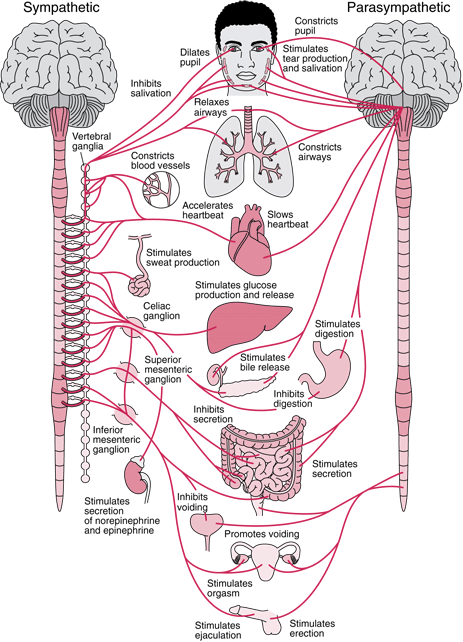 Sympathetic
Parasympathetic
Constricts
pupil
Dilates
pupil
Stimulates
tear production
and salivation
Inhibits
salivation
Relaxes
airways
Vertebral
ganglia
Constricts
blood vessels
Constricts
airways
Accelerates
heartbeat
Slows
heartbeat
Stimulates
sweat production
Stimulates glucose
production and release
Celiac
ganglion
Stimulates
digestion
Superior
mesenteric
ganglion
Stimulates
bile release
Inhibits
digestion
Inhibits
secretion
Inferior
mesenteric
ganglion
Stimulates
secretion
Stimulates
secretion
of norepinephrine
and epinephrine
Inhibits
voiding
Promotes voiding
Stimulates
orgasm
Stimulates
ejaculation
Stimulates
erection